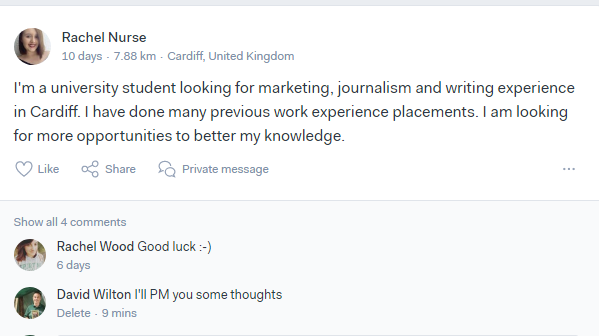 Rachel Nurse
10 days · 7.88 km · Cardiff, United Kingdom
I'm a university student looking for marketing, journalism and writing experience
in Cardiff. I have done many previous work experience placements. I am looking
for more opportunities to better my knowledge.
Like Share Private message ...
Show all 4 comments
Rachel Wood Good luck :-)
6 days
David Wilton I'll PM you some thoughts
Delete · 9 mins